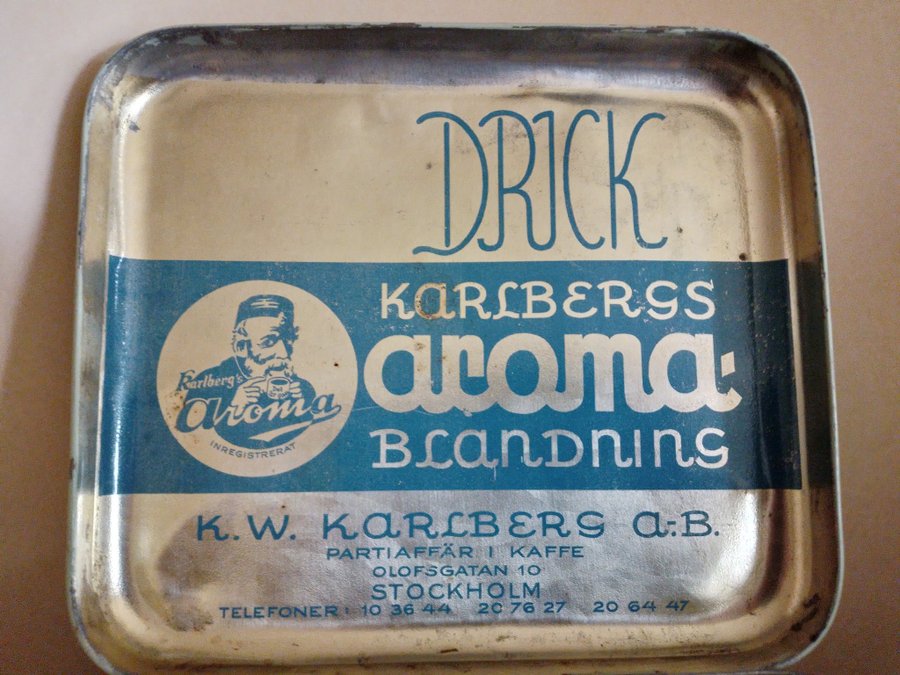 DRICK
KARLBERGS
aroma-
BLANDNING
Karlberg's
aroma
INREGISTRERAT
K. W. KARLBERG A.-B.
PARTIAFFÄR I KAFFE
OLOFSGATAN 10
STOCKHOLM
TELEFONER: 10 36 44 20 76 27 20 64 47